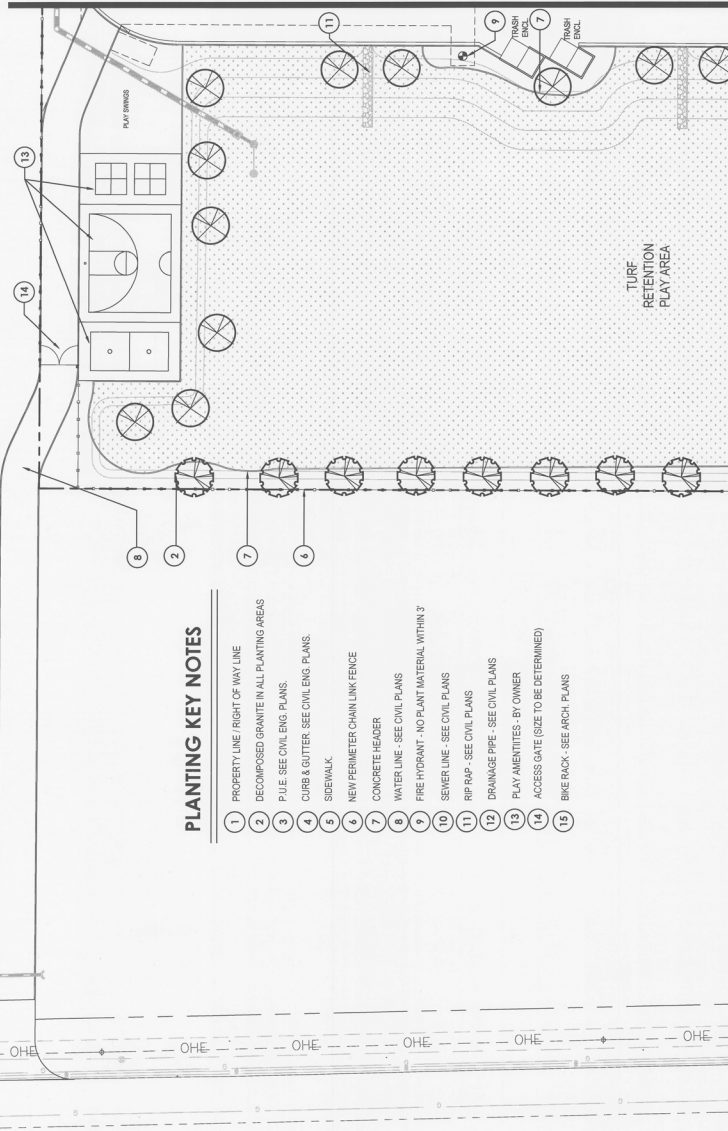 PLANTING KEY NOTES
1 PROPERTY LINE / RIGHT OF WAY LINE
2 DECOMPOSED GRANITE IN ALL PLANTING AREAS
3 P.U.E. SEE CIVIL ENG. PLANS.
4 CURB & GUTTER. SEE CIVIL ENG. PLANS.
5 SIDEWALK.
6 NEW PERIMETER CHAIN LINK FENCE
7 CONCRETE HEADER
8 WATER LINE - SEE CIVIL PLANS
9 FIRE HYDRANT - NO PLANT MATERIAL WITHIN 3'
10 SEWER LINE - SEE CIVIL PLANS
11 RIP RAP - SEE CIVIL PLANS
12 DRAINAGE PIPE - SEE CIVIL PLANS
13 PLAY AMENTIITES - BY OWNER
14 ACCESS GATE (SIZE TO BE DETERMINED)
15 BIKE RACK - SEE ARCH. PLANS
8
2
7
6
14
13
PLAY SWINGS
11
9
7
TRASH
ENCL.
TRASH
ENCL.
TURF
RETENTION
PLAY AREA
OHE
OHE
OHE
OHE
OHE
OHE
OHE